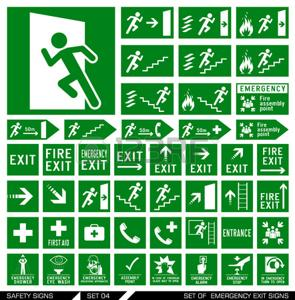 EMERGENCY
Fire
assembly
point
50m
50m
Fire
assembly
point
EXIT
FIRE
EXIT
EMERGENCY
EXIT
EXIT
EXIT
EXIT
FIRE
EXIT
FIRST AID
ENTRANCE
EMERGENCY
SHOWER
EMERGENCY
EYE WASH
EMERGENCY
ASSEMBLY
POINT
EMERGENCY
ALARM
EMERGENCY
STOP
SAFETY SIGNS
SET 04
SET OF EMERGENCY EXIT SIGNS